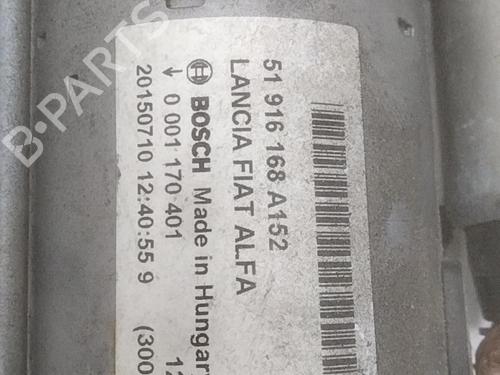 51 916 168 A152
LANCIA FIAT ALFA
BOSCH Made in Hungary
↓ 0 001 170 401 12
20150710 12:40:55 9 (300
B-PARTS